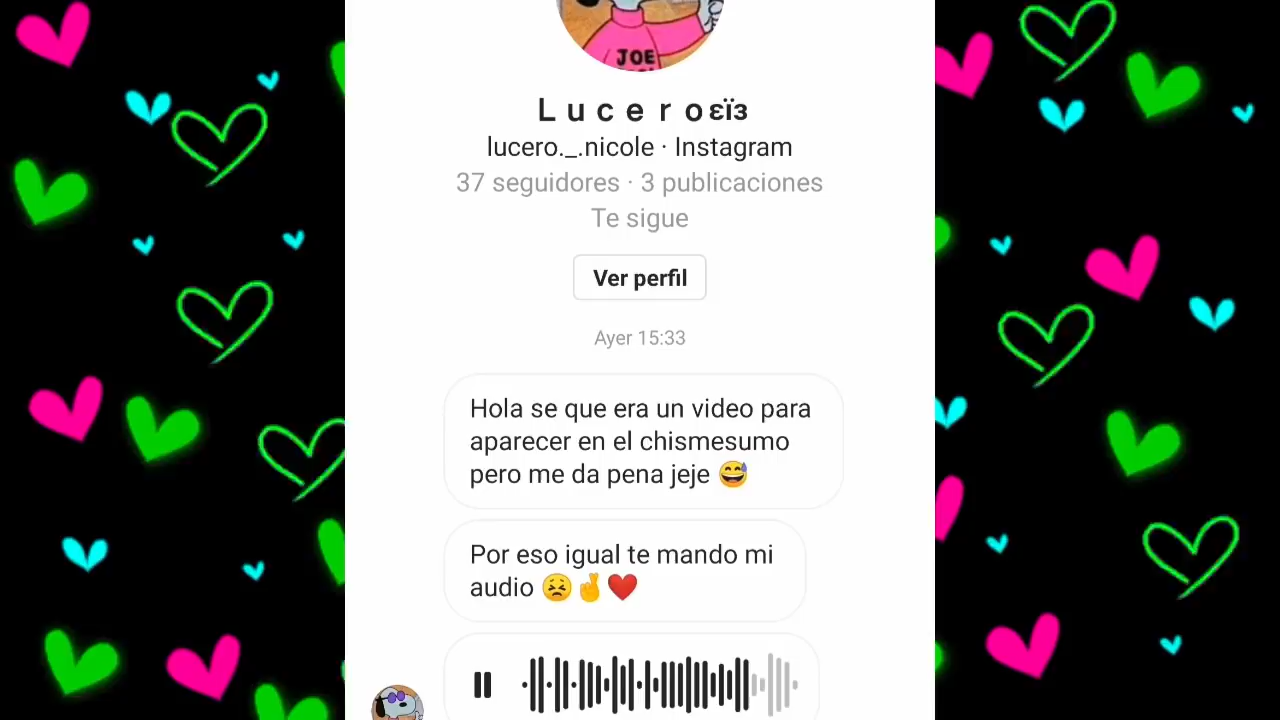 JOE
L u c e r o εïз
lucero._.nicole · Instagram
37 seguidores · 3 publicaciones
Te sigue
Ver perfil
Ayer 15:33
Hola se que era un video para
aparecer en el chismesumo
pero me da pena jeje 😅
Por eso igual te mando mi
audio 😣🤞❤️